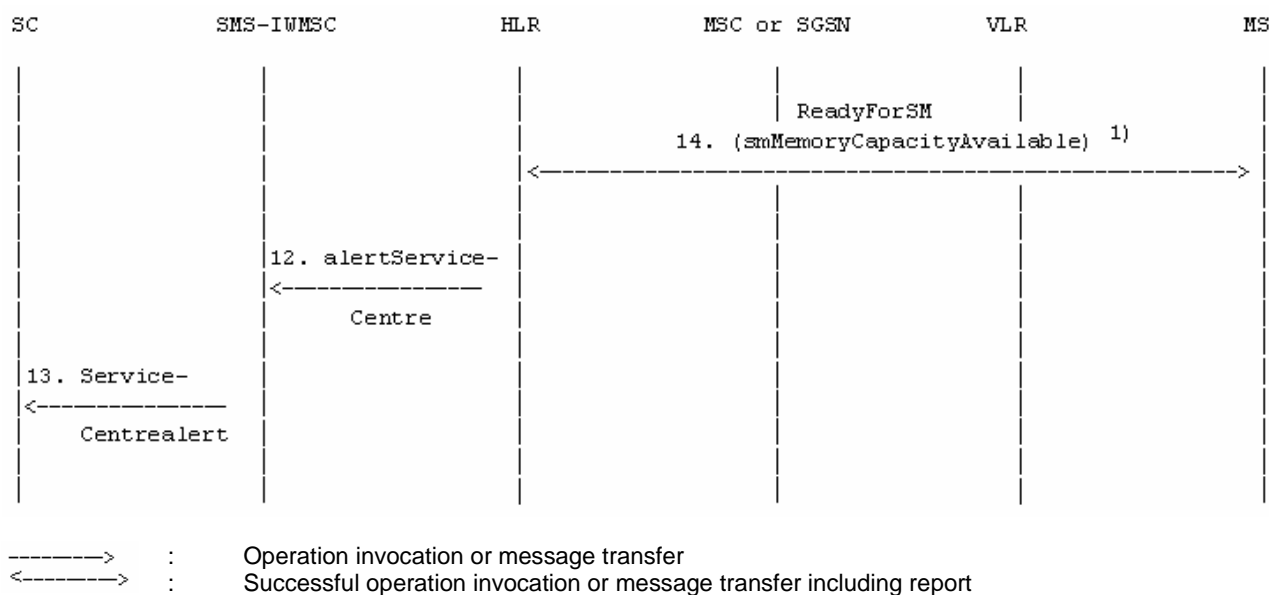 SC SMS-IWMSC HLR MSC or SGSN VLR MS
ReadyForSM
14. (smMemoryCapacityAvailable) 1)
12. alertService-
Centre
13. Service-
Centrealert
: Operation invocation or message transfer
: Successful operation invocation or message transfer including report